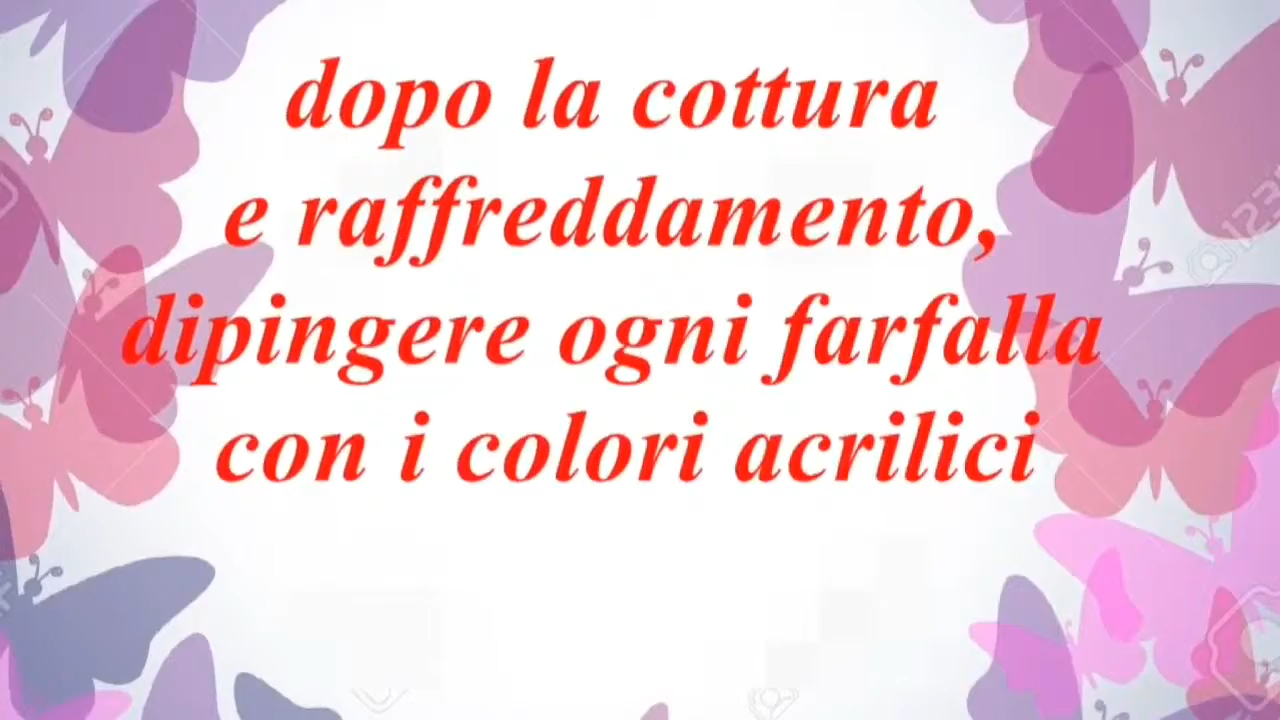 dopo la cottura
e raffreddamento,
dipingere ogni farfalla
con i colori acrilici